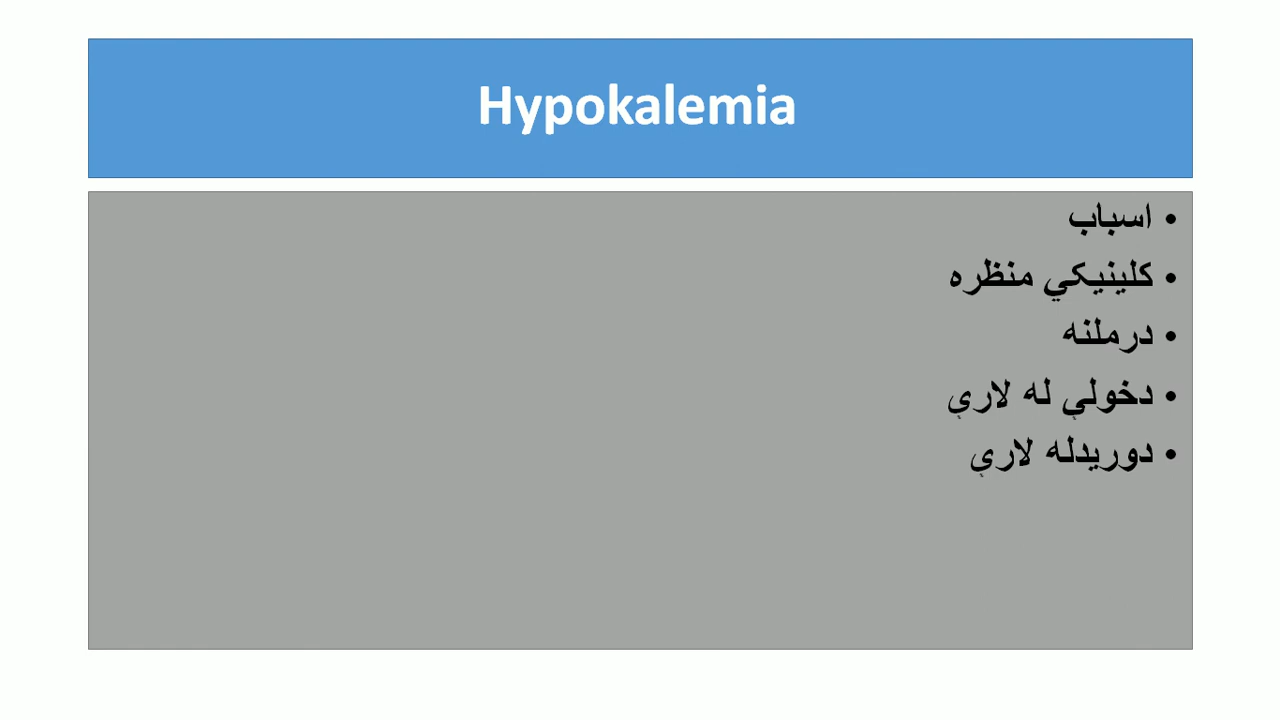 Hypokalemia
• اسباب
• کلینیکي منظره
• درملنه
• دخولې له لارې
• دوریدله لارې